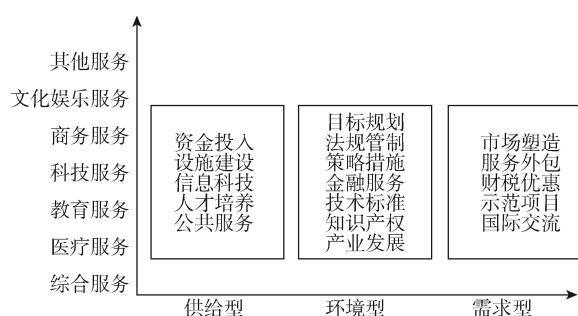 其他服务
文化娱乐服务
商务服务
科技服务
教育服务
医疗服务
综合服务
资金投入
设施建设
信息科技
人才培养
公共服务
目标规划
法规管制
策略措施
金融服务
技术标准
知识产权
产业发展
市场塑造
服务外包
财税优惠
示范项目
国际交流
供给型
环境型
需求型